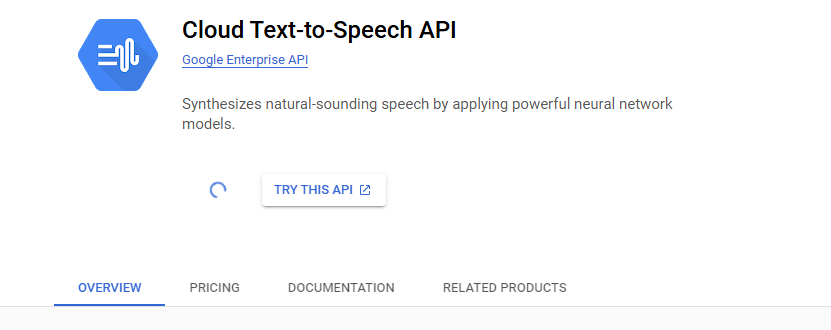 Cloud Text-to-Speech API
Google Enterprise API
Synthesizes natural-sounding speech by applying powerful neural network
models.
TRY THIS API
OVERVIEW PRICING DOCUMENTATION RELATED PRODUCTS